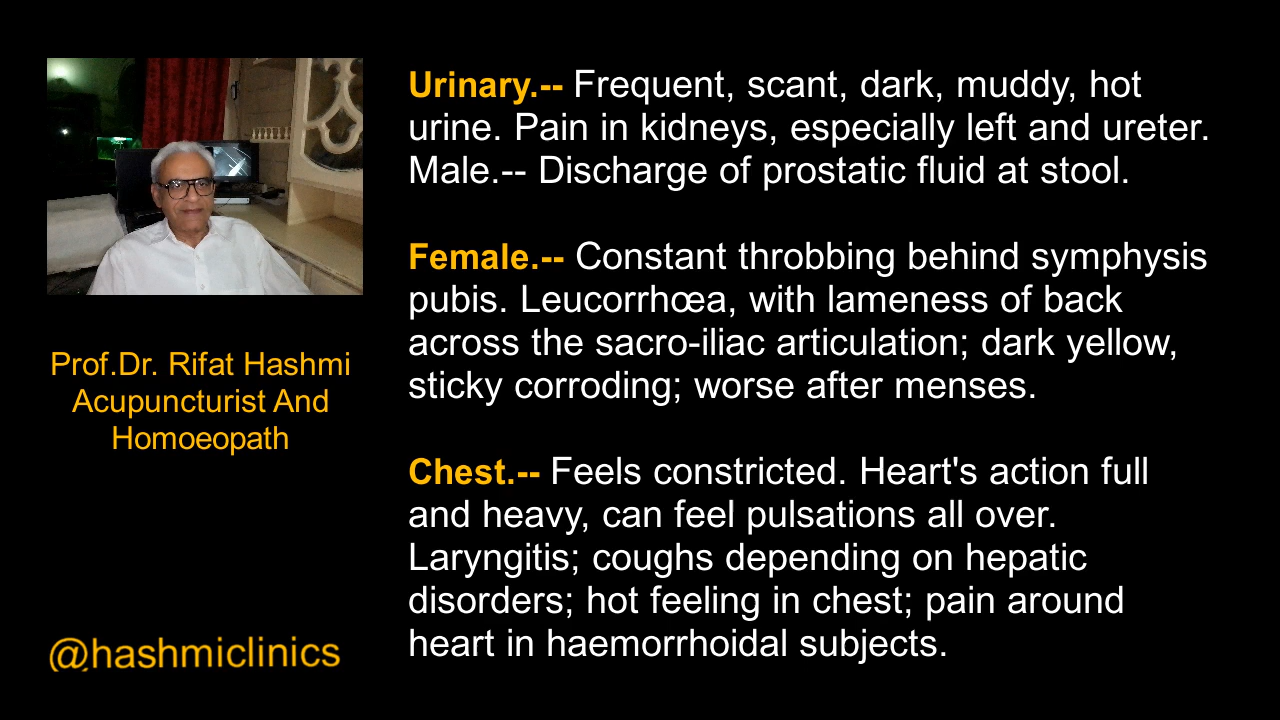 Prof.Dr. Rifat Hashmi
Acupuncturist And
Homoeopath
@hashmiclinics
Urinary.-- Frequent, scant, dark, muddy, hot
urine. Pain in kidneys, especially left and ureter.
Male.-- Discharge of prostatic fluid at stool.
Female.-- Constant throbbing behind symphysis
pubis. Leucorrhœa, with lameness of back
across the sacro-iliac articulation; dark yellow,
sticky corroding; worse after menses.
Chest.-- Feels constricted. Heart's action full
and heavy, can feel pulsations all over.
Laryngitis; coughs depending on hepatic
disorders; hot feeling in chest; pain around
heart in haemorrhoidal subjects.